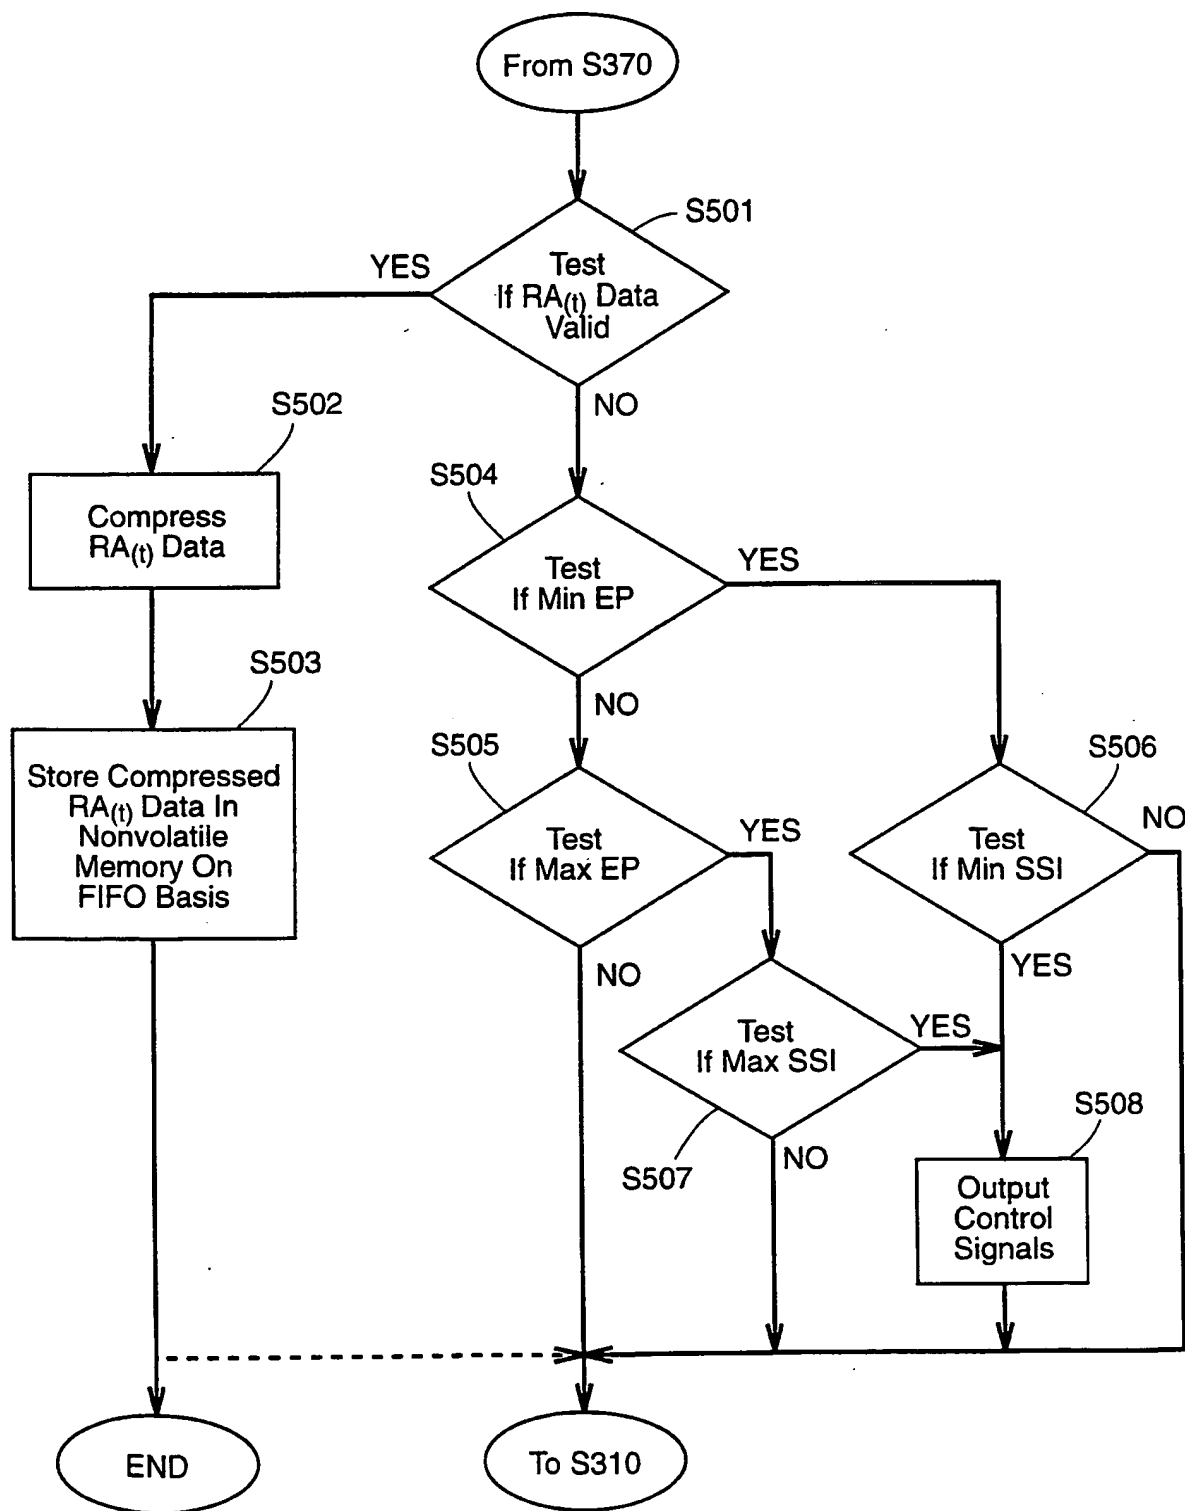 From S370
S501
YES
Test
If RA(t) Data
Valid
NO
S502
Compress
RA(t) Data
S504
Test
If Min EP
YES
NO
S503
Store Compressed
RA(t) Data In
Nonvolatile
Memory On
FIFO Basis
S505
Test
If Max EP
YES
NO
S506
Test
If Min SSI
NO
YES
Test
If Max SSI
YES
S507
NO
S508
Output
Control
Signals
END
To S310